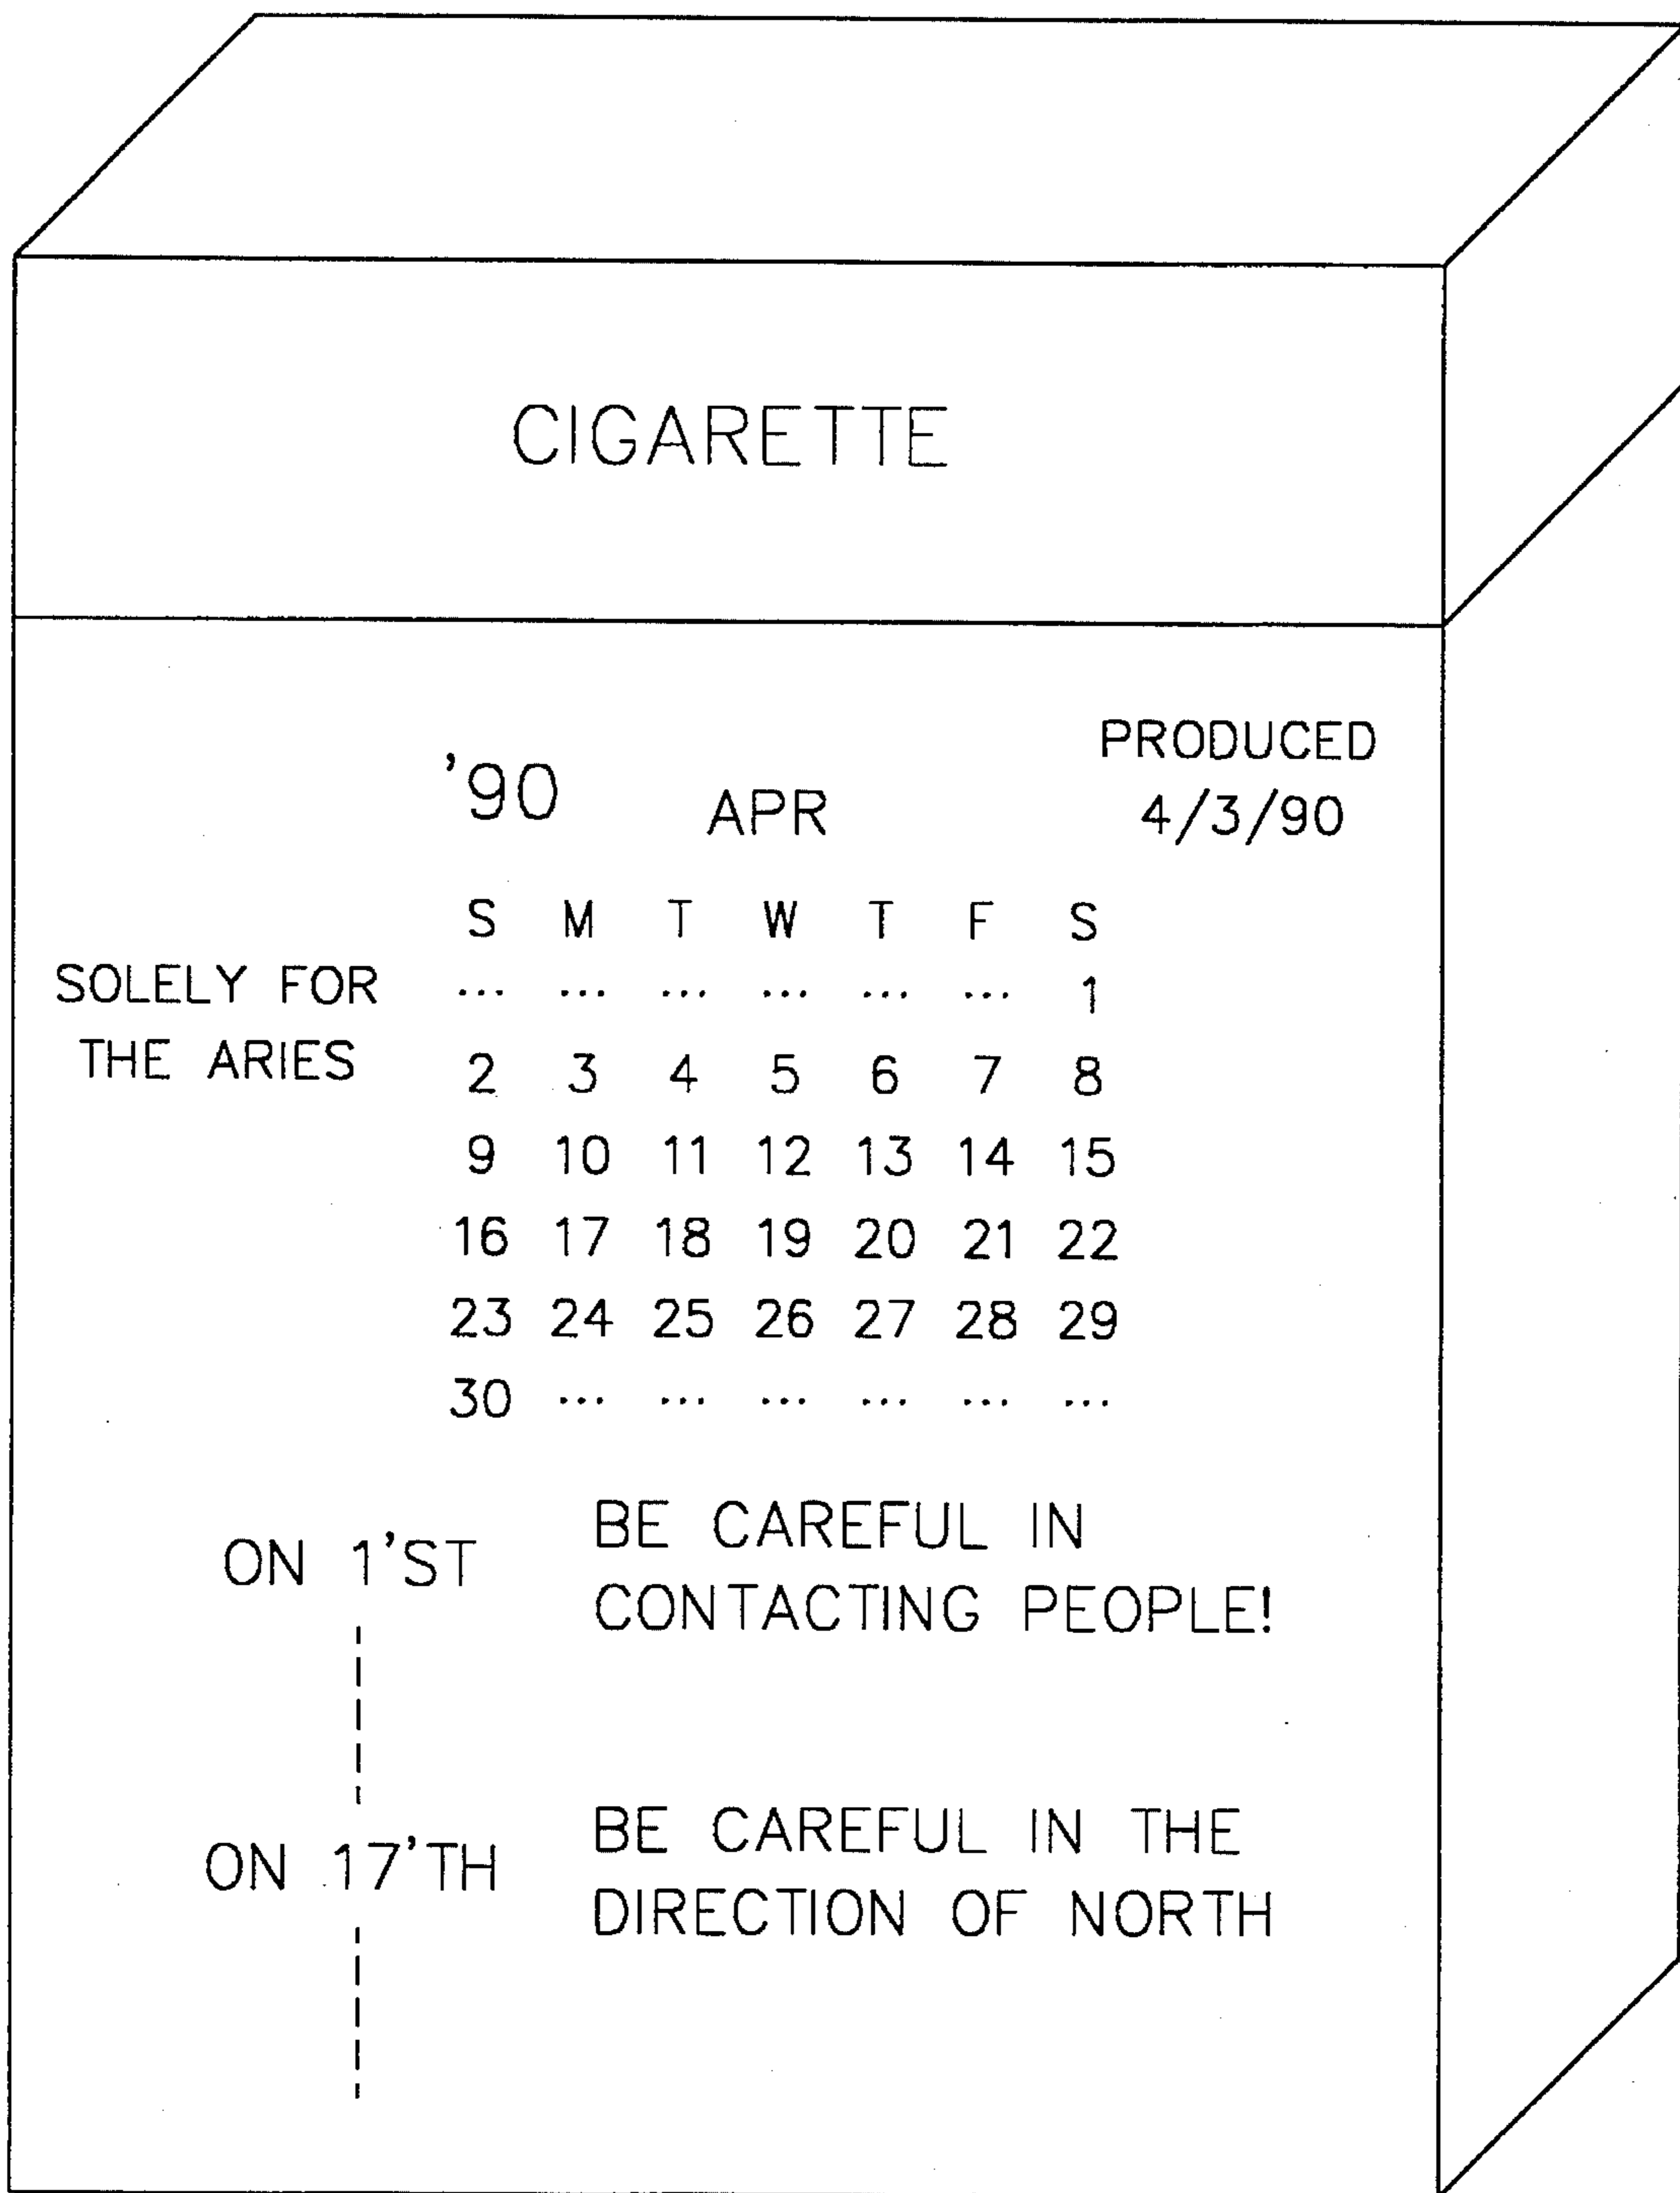 CIGARETTE
PRODUCED
'90 APR 4/3/90
S M T W T F S
SOLELY FOR ... ... ... ... ... ... 1
THE ARIES 2 3 4 5 6 7 8
9 10 11 12 13 14 15
16 17 18 19 20 21 22
23 24 25 26 27 28 29
30 ... ... ... ... ... ...
ON 1'ST BE CAREFUL IN
CONTACTING PEOPLE!
ON 17'TH BE CAREFUL IN THE
DIRECTION OF NORTH